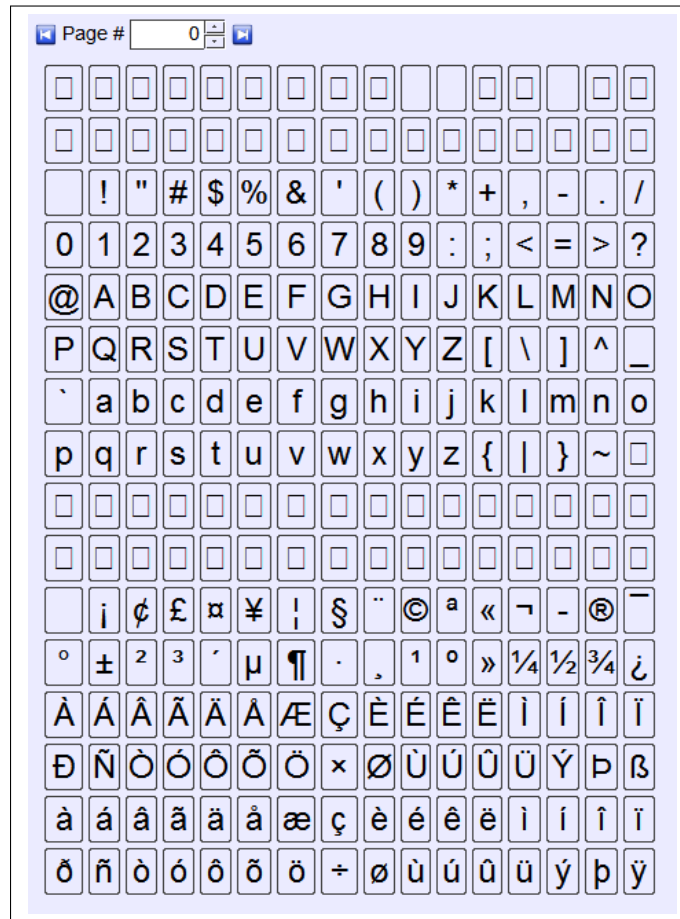 Page # 0
! " # $ % & ' ( ) * + , - . /
0 1 2 3 4 5 6 7 8 9 : ; < = > ?
@ A B C D E F G H I J K L M N O
P Q R S T U V W X Y Z [ \ ] ^ _
` a b c d e f g h i j k l m n o
p q r s t u v w x y z { | } ~
¡ ¢ £ ¤ ¥ ¦ § ¨ © ª « ¬ - ® ¯
° ± ² ³ ´ µ ¶ · ¸ ¹ º » ¼ ½ ¾ ¿
À Á Â Ã Ä Å Æ Ç È É Ê Ë Ì Í Î Ï
Ð Ñ Ò Ó Ô Õ Ö × Ø Ù Ú Û Ü Ý Þ ß
à á â ã ä å æ ç è é ê ë ì í î ï
ð ñ ò ó ô õ ö ÷ ø ù ú û ü ý þ ÿ